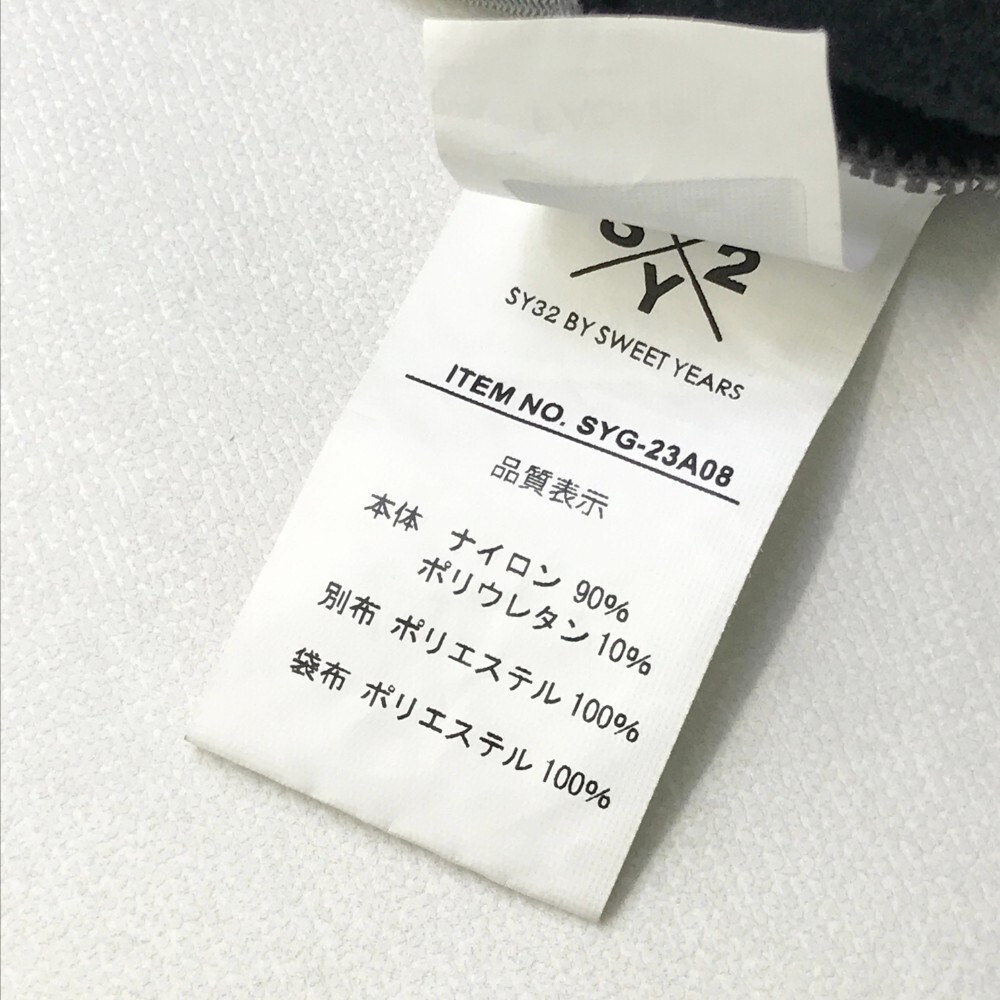 2
Y
SY32 BY SWEET YEARS
ITEM NO. SYG-23A08
品質表示
本体 ナイロン 90%
ポリウレタン 10%
別布 ポリエステル 100%
袋布 ポリエステル 100%